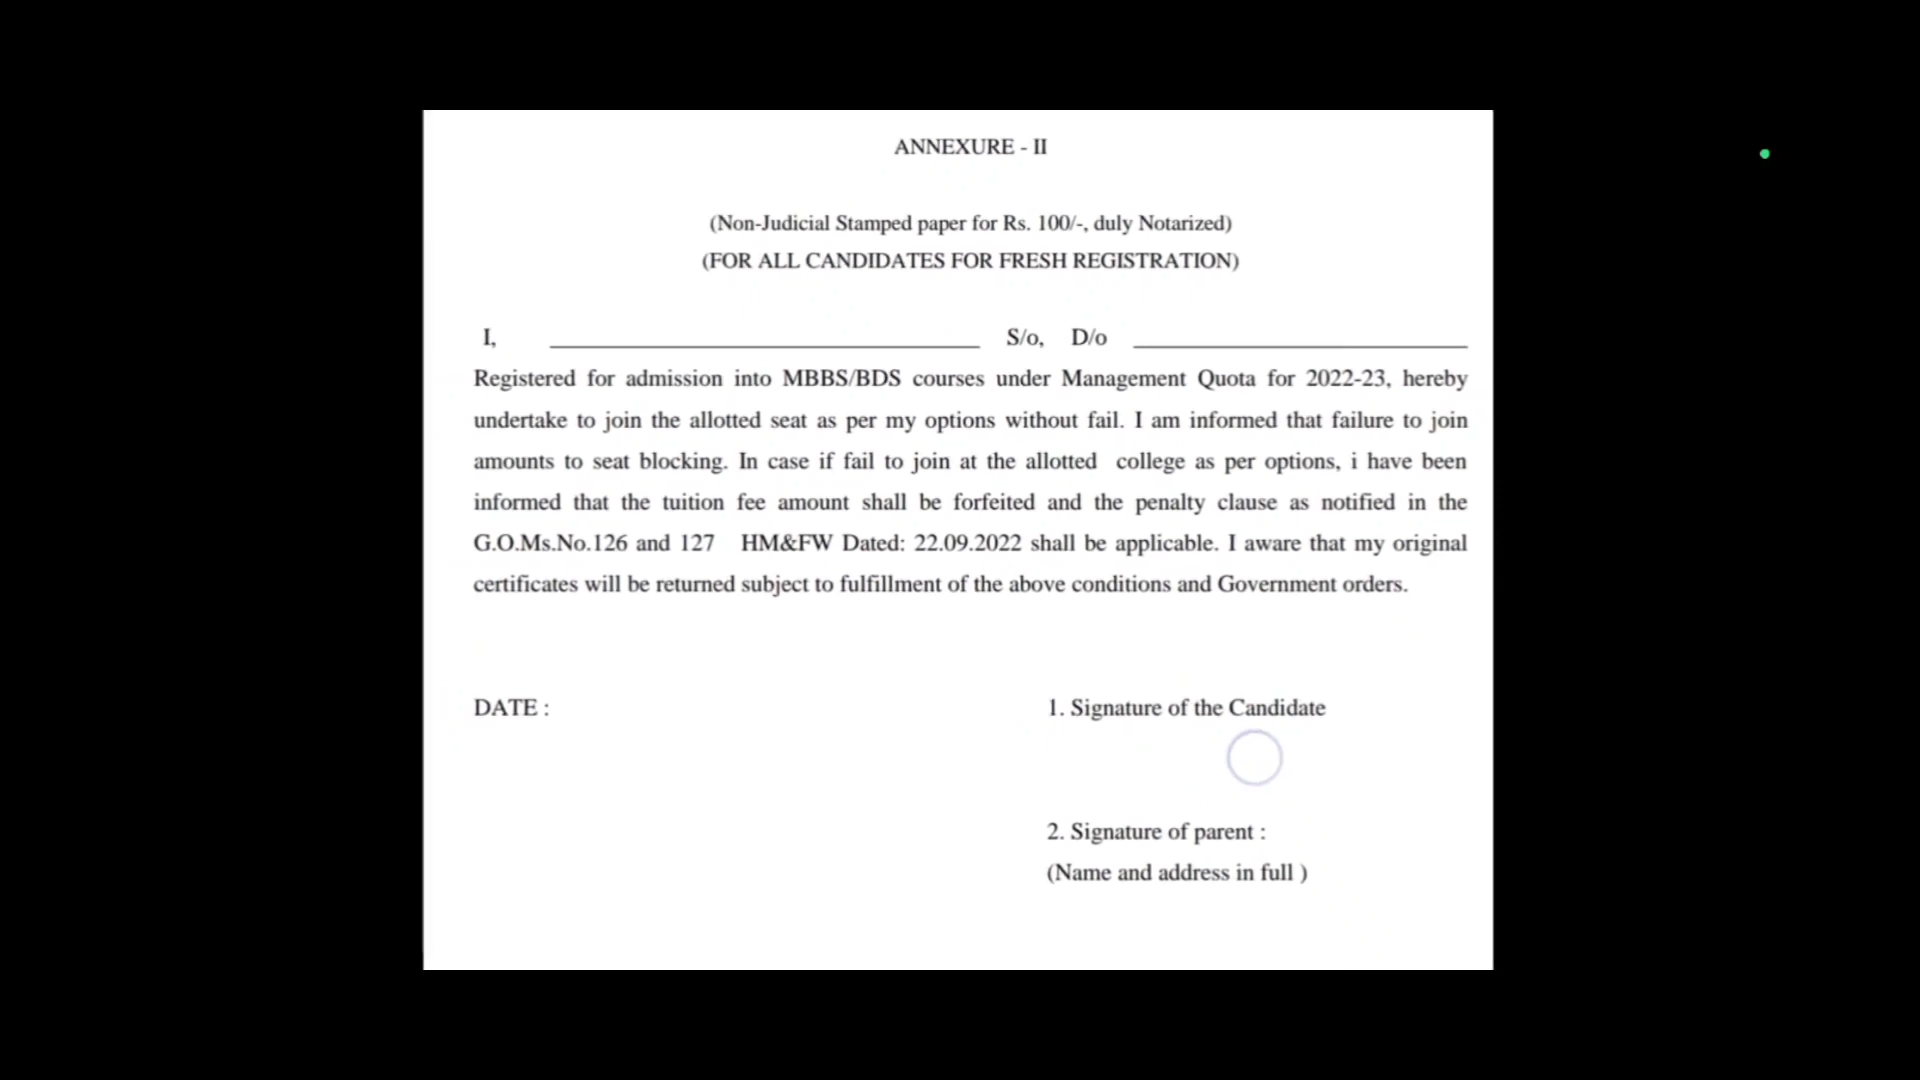 ANNEXURE - II
(Non-Judicial Stamped paper for Rs. 100/-, duly Notarized)
(FOR ALL CANDIDATES FOR FRESH REGISTRATION)
I, ____________________ S/o, D/o ____________________
Registered for admission into MBBS/BDS courses under Management Quota for 2022-23, hereby
undertake to join the allotted seat as per my options without fail. I am informed that failure to join
amounts to seat blocking. In case if fail to join at the allotted college as per options, i have been
informed that the tuition fee amount shall be forfeited and the penalty clause as notified in the
G.O.Ms.No.126 and 127 HM&FW Dated: 22.09.2022 shall be applicable. I aware that my original
certificates will be returned subject to fulfillment of the above conditions and Government orders.
DATE : 1. Signature of the Candidate
2. Signature of parent :
(Name and address in full )